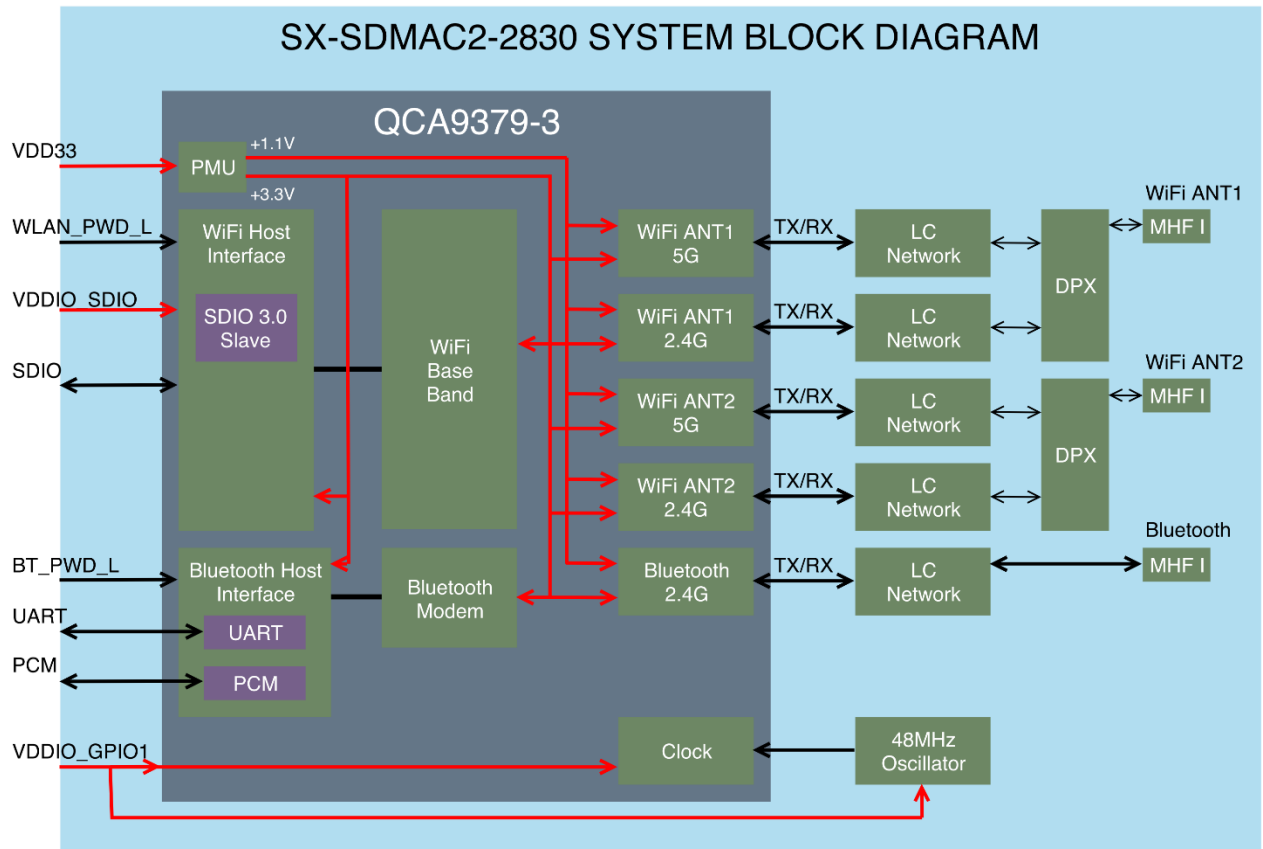 SX-SDMAC2-2830 SYSTEM BLOCK DIAGRAM
QCA9379-3
VDD33
PMU
+1.1V
+3.3V
WLAN_PWD_L
WiFi Host
Interface
VDDIO_SDIO
SDIO 3.0
Slave
SDIO
WiFi
Base
Band
WiFi ANT1
5G
TX/RX
LC
Network
WiFi ANT1
2.4G
TX/RX
LC
Network
DPX
WiFi ANT1
MHF I
WiFi ANT2
5G
TX/RX
LC
Network
WiFi ANT2
2.4G
TX/RX
LC
Network
DPX
WiFi ANT2
MHF I
BT_PWD_L
Bluetooth Host
Interface
UART
UART
PCM
PCM
Bluetooth
Modem
Bluetooth
2.4G
TX/RX
LC
Network
Bluetooth
MHF I
VDDIO_GPIO1
Clock
48MHz
Oscillator